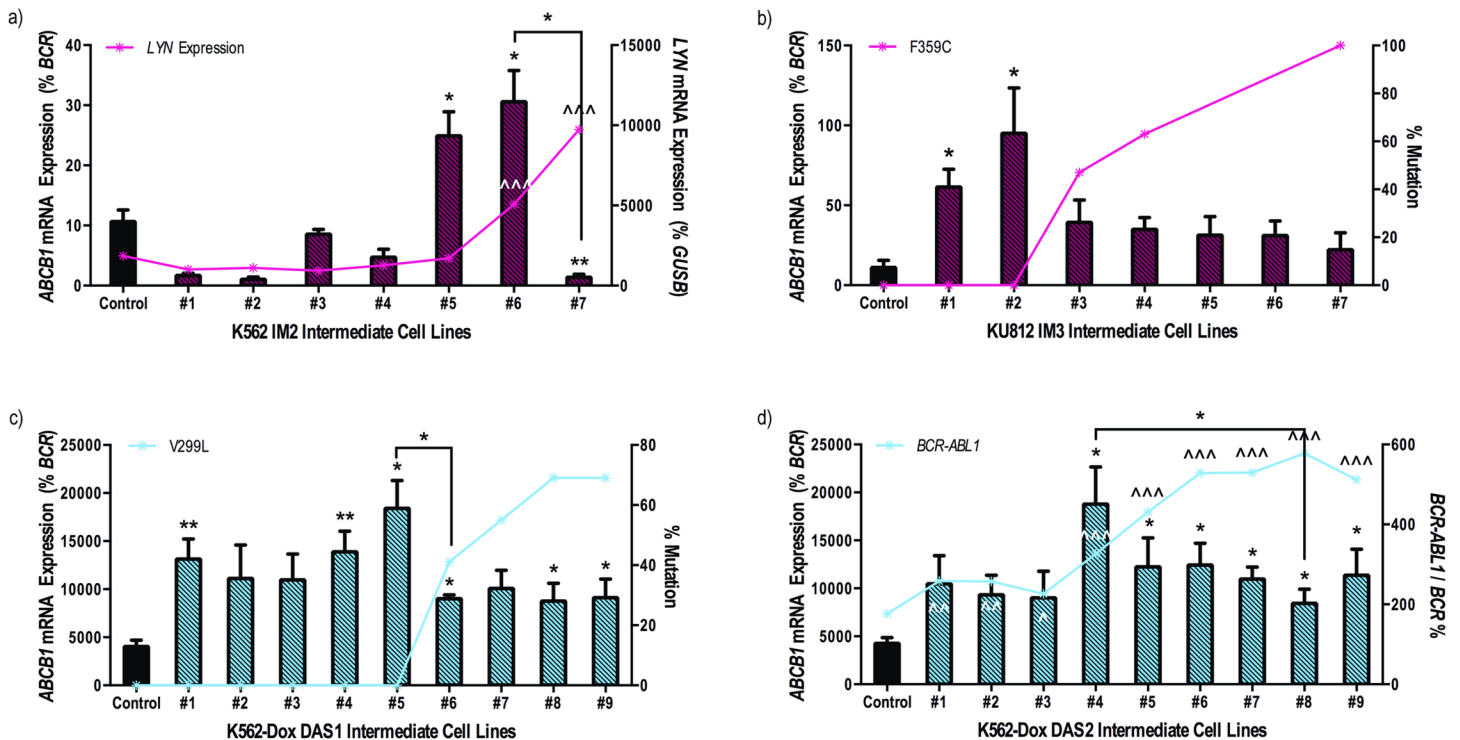 a)
LYN Expression
ABCB1 mRNA Expression (% BCR)
40
30
20
10
0
*
*
*
^^^
^^^
**
15000
10000
5000
0
LYN mRNA Expression (% GUSB)
Control #1 #2 #3 #4 #5 #6 #7
K562 IM2 Intermediate Cell Lines
b)
F359C
ABCB1 mRNA Expression (% BCR)
150
100
50
0
*
*
100
80
60
40
20
0
% Mutation
Control #1 #2 #3 #4 #5 #6 #7
KU812 IM3 Intermediate Cell Lines
c)
V299L
ABCB1 mRNA Expression (% BCR)
25000
20000
15000
10000
5000
0
**
**
*
*
*
*
*
80
60
40
20
0
% Mutation
Control #1 #2 #3 #4 #5 #6 #7 #8 #9
K562-Dox DAS1 Intermediate Cell Lines
d)
BCR-ABL1
ABCB1 mRNA Expression (% BCR)
25000
20000
15000
10000
5000
0
*
*
^^^
^^^ ^^^ ^^^ ^^^ ^^^
* * * * *
^^ ^^ ^
600
400
200
0
BCR-ABL1 / BCR %
Control #1 #2 #3 #4 #5 #6 #7 #8 #9
K562-Dox DAS2 Intermediate Cell Lines